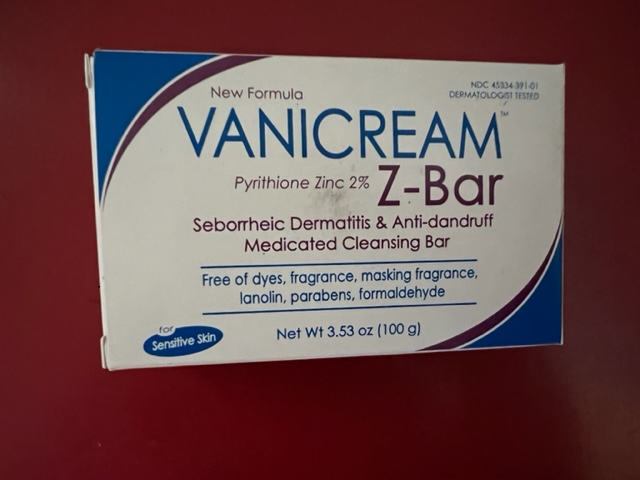 New Formula
NDC 45334-391-01
DERMATOLOGIST TESTED
VANICREAM™
Pyrithione Zinc 2% Z-Bar
Seborrheic Dermatitis & Anti-dandruff
Medicated Cleansing Bar
Free of dyes, fragrance, masking fragrance,
lanolin, parabens, formaldehyde
for
Sensitive Skin
Net Wt 3.53 oz (100 g)